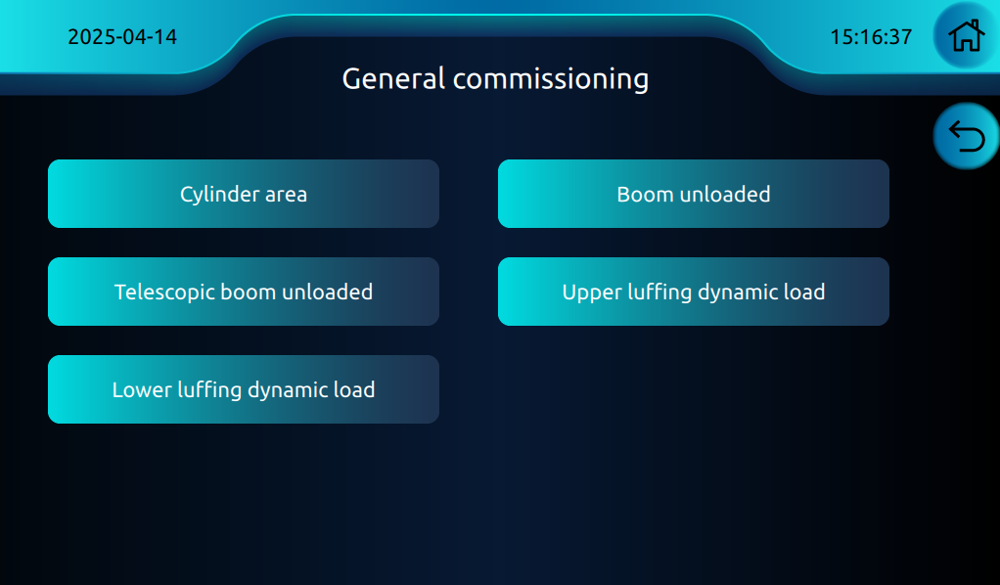 2025-04-14
15:16:37
General commissioning
Cylinder area
Boom unloaded
Telescopic boom unloaded
Upper luffing dynamic load
Lower luffing dynamic load